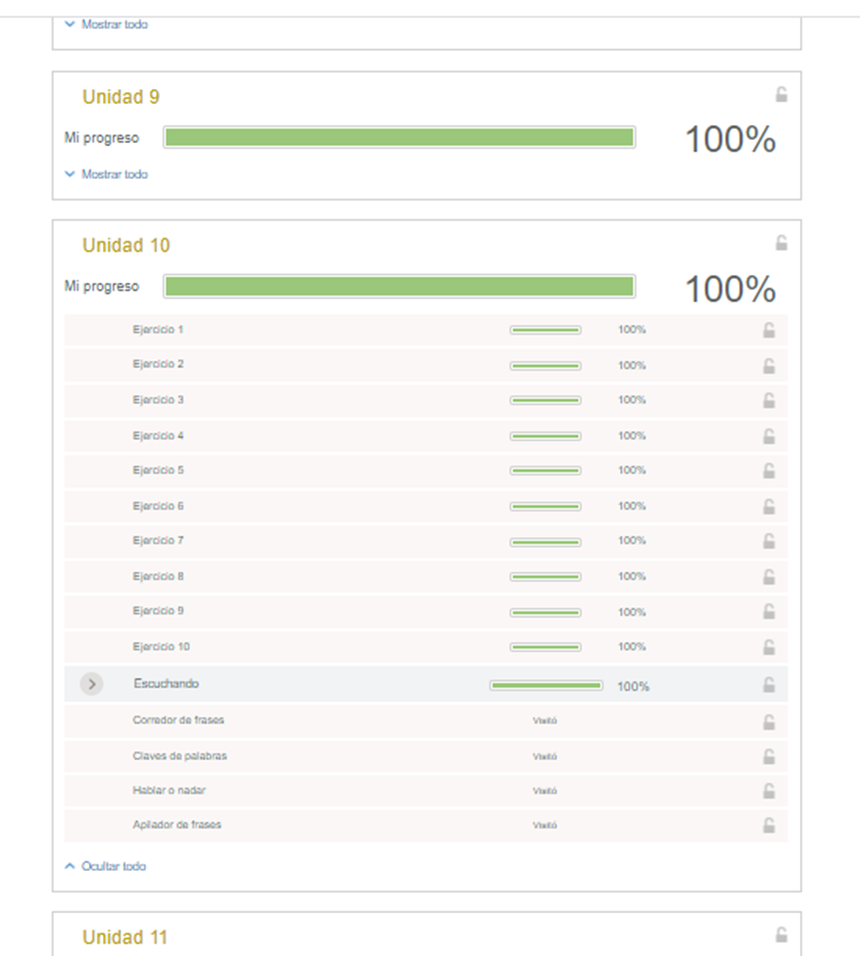 Mostrar todo
Unidad 9
Mi progreso 100%
Mostrar todo
Unidad 10
Mi progreso 100%
Ejercicio 1 100%
Ejercicio 2 100%
Ejercicio 3 100%
Ejercicio 4 100%
Ejercicio 5 100%
Ejercicio 6 100%
Ejercicio 7 100%
Ejercicio 8 100%
Ejercicio 9 100%
Ejercicio 10 100%
Escuchando 100%
Corredor de frases Visitó
Claves de palabras Visitó
Hablar o nadar Visitó
Apilador de frases Visitó
Ocultar todo
Unidad 11